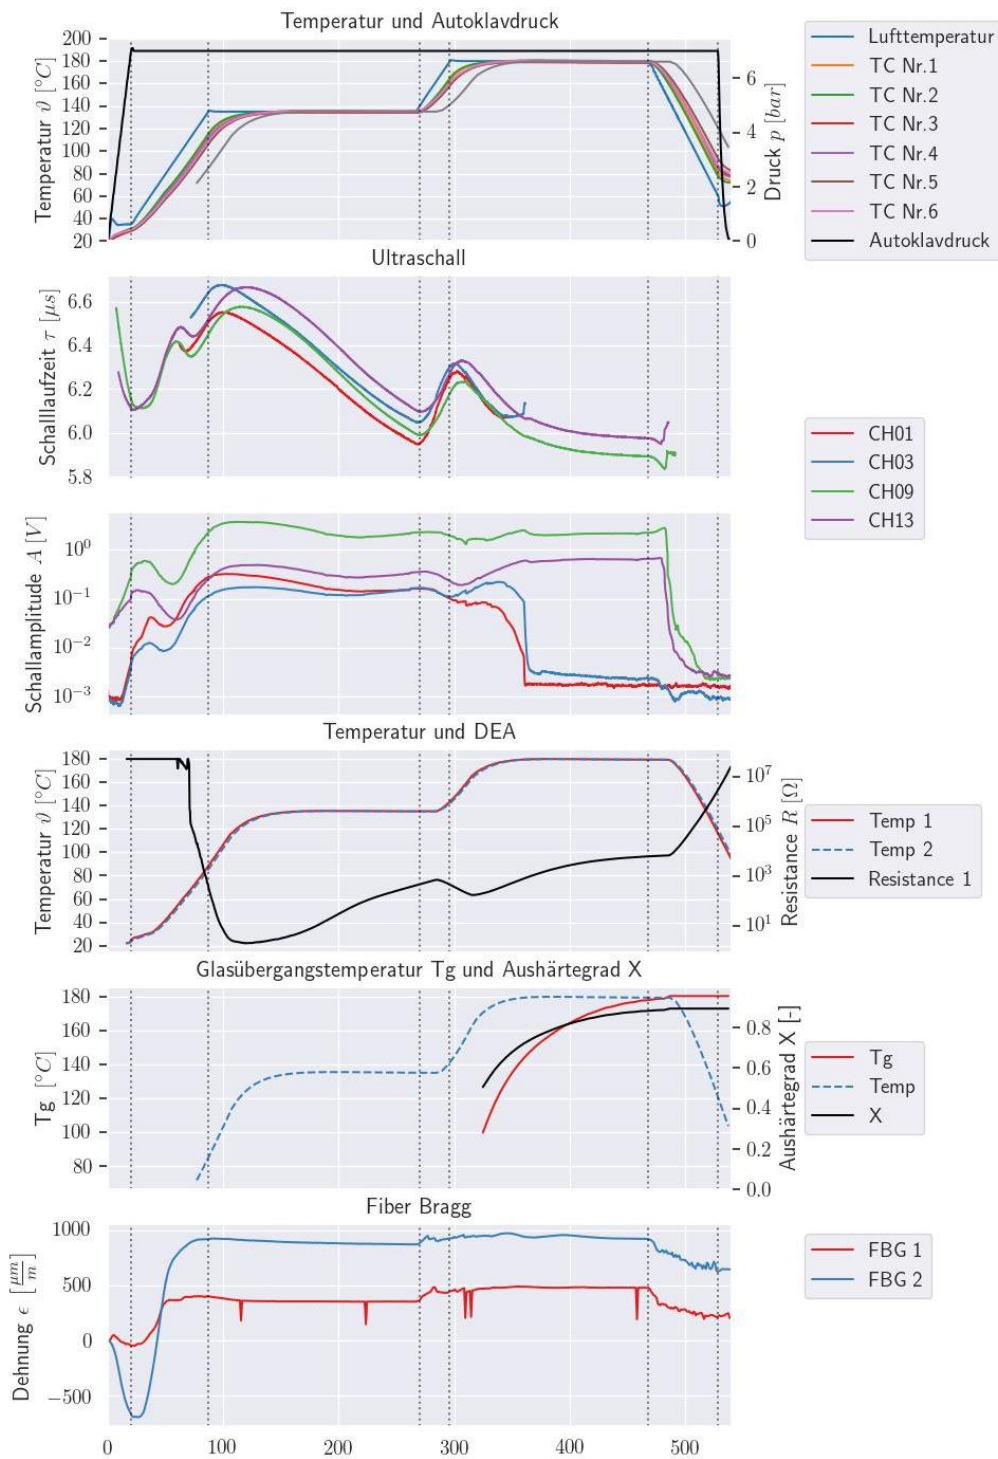 Temperatur und Autoklavdruck
Temperatur ϑ [°C]
200
180
160
140
120
100
80
60
40
20
Druck p [bar]
6
4
2
0
Lufttemperatur
TC Nr.1
TC Nr.2
TC Nr.3
TC Nr.4
TC Nr.5
TC Nr.6
Autoklavdruck
Ultraschall
Schalllaufzeit τ [μs]
6.6
6.4
6.2
6.0
5.8
CH01
CH03
CH09
CH13
Schallamplitude A [V]
10⁰
10⁻¹
10⁻²
10⁻³
Temperatur und DEA
Temperatur ϑ [°C]
180
160
140
120
100
80
60
40
20
Resistance R [Ω]
10⁷
10⁵
10³
10¹
Temp 1
Temp 2
Resistance 1
Glasübergangstemperatur Tg und Aushärtegrad X
Tg [°C]
180
160
140
120
100
80
Aushärtegrad X [-]
0.8
0.6
0.4
0.2
0.0
Tg
Temp
X
Fiber Bragg
Dehnung ϵ [μm/m]
1000
500
0
−500
FBG 1
FBG 2
0 100 200 300 400 500